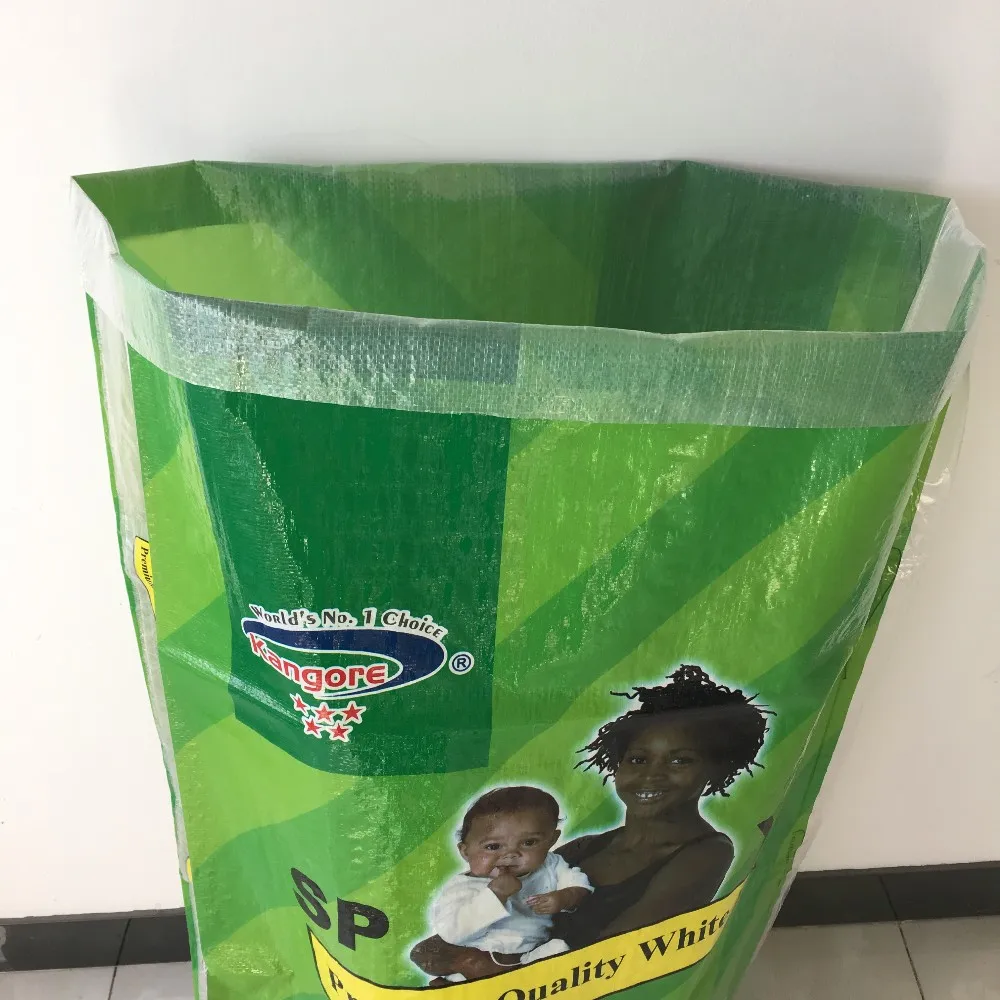 World's No. 1 Choice
Kangore ®
SP
Quality White